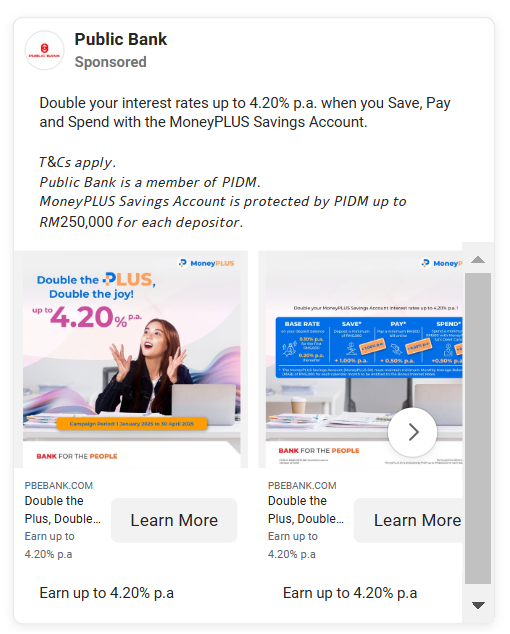 Public Bank
Sponsored
PUBLIC BANK
Double your interest rates up to 4.20% p.a. when you Save, Pay
and Spend with the MoneyPLUS Savings Account.
T&Cs apply.
Public Bank is a member of PIDM.
MoneyPLUS Savings Account is protected by PIDM up to
RM250,000 for each depositor.
MoneyPLUS
Double the PLUS,
Double the joy!
up to
4.20% p.a.
Campaign Period 1 January 2025 to 30 April 2025
BANK FOR THE PEOPLE
MoneyPL
Double your MoneyPLUS Savings Account interest rates up to 4.20% p.a. !
BASE RATE
SAVE*
PAY*
SPEND*
0.20% p.a.
thereafter
+1.00% p.a.
+0.50% p.a.
+0.50% p.a
BANK FOR THE PEOPLE
PBEBANK.COM
Double the
Plus, Double…
Earn up to
4.20% p.a
Learn More
Earn up to 4.20% p.a
PBEBANK.COM
Double the
Plus, Double…
Earn up to
4.20% p.a
Learn More
Earn up to 4.20% p.a